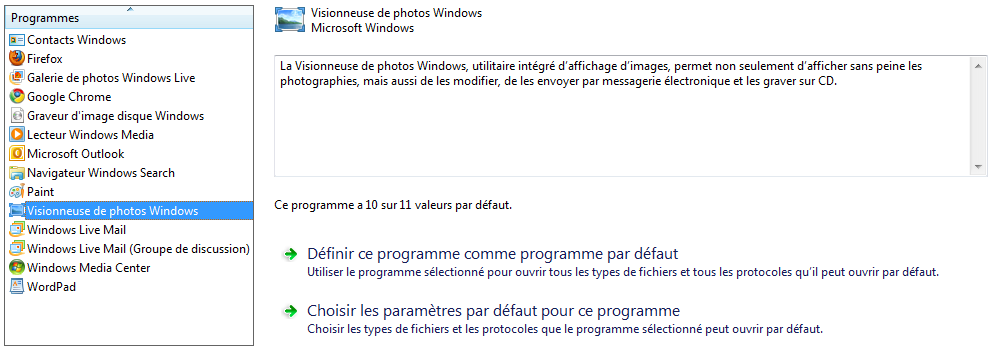 Programmes
Contacts Windows
Firefox
Galerie de photos Windows Live
Google Chrome
Graveur d'image disque Windows
Lecteur Windows Media
Microsoft Outlook
Navigateur Windows Search
Paint
Visionneuse de photos Windows
Windows Live Mail
Windows Live Mail (Groupe de discussion)
Windows Media Center
WordPad
Visionneuse de photos Windows
Microsoft Windows
La Visionneuse de photos Windows, utilitaire intégré d’affichage d’images, permet non seulement d’afficher sans peine les
photographies, mais aussi de les modifier, de les envoyer par messagerie électronique et les graver sur CD.
Ce programme a 10 sur 11 valeurs par défaut.
Définir ce programme comme programme par défaut
Utiliser le programme sélectionné pour ouvrir tous les types de fichiers et tous les protocoles qu’il peut ouvrir par défaut.
Choisir les paramètres par défaut pour ce programme
Choisir les types de fichiers et les protocoles que le programme sélectionné peut ouvrir par défaut.